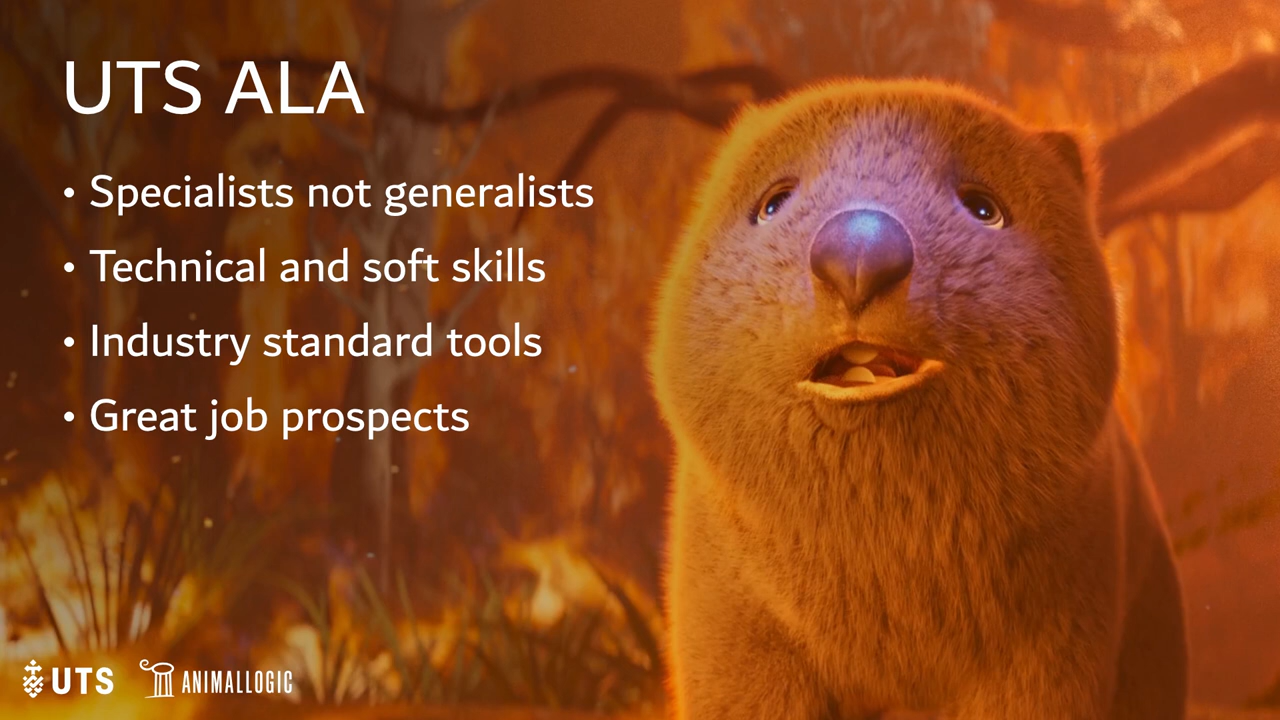 UTS ALA
• Specialists not generalists
• Technical and soft skills
• Industry standard tools
• Great job prospects
UTS ANIMALLOGIC